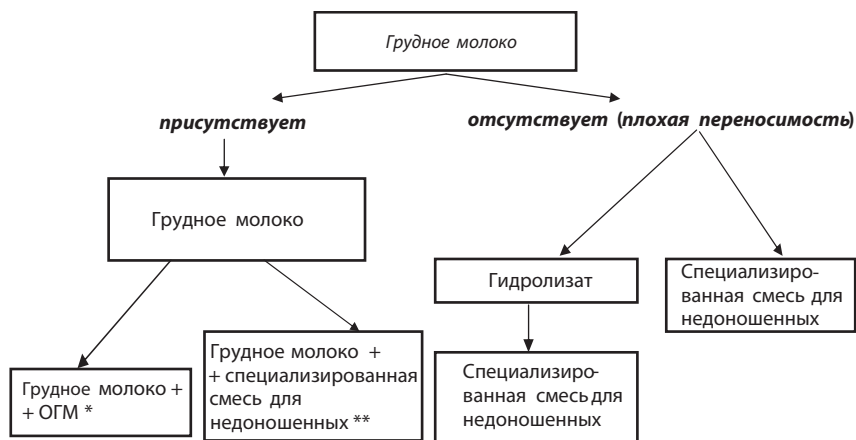 Грудное молоко
присутствует
отсутствует (плохая переносимость)
Грудное молоко
Гидролизат
Специализиро-
ванная смесь для
недоношенных
Грудное молоко +
+ ОГМ *
Грудное молоко +
+ специализированная
смесь для
недоношенных **
Специализиро-
ванная смесь для
недоношенных